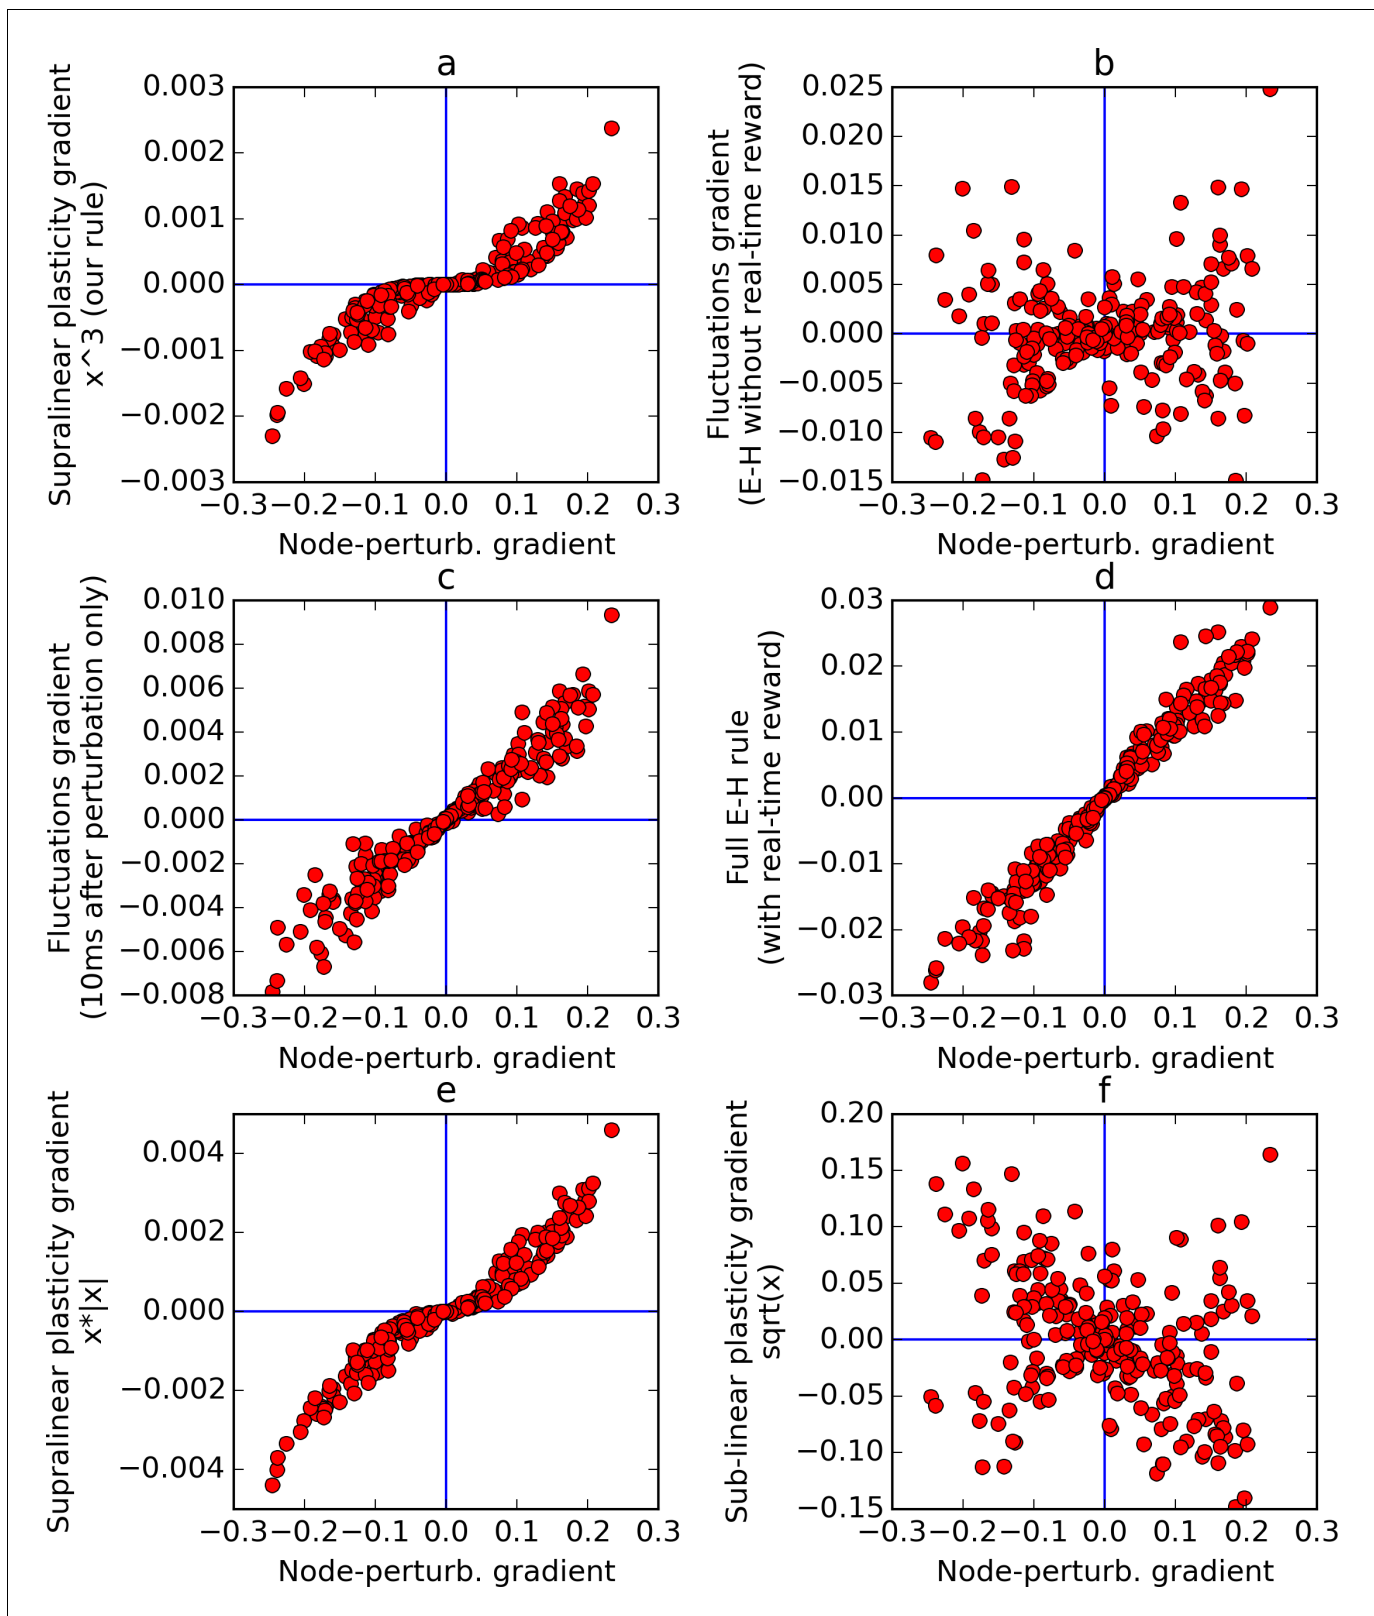 a
Supralinear plasticity gradient
x^3 (our rule)
0.003
0.002
0.001
0.000
−0.001
−0.002
−0.003
−0.3 −0.2 −0.1 0.0 0.1 0.2 0.3
Node-perturb. gradient
b
Fluctuations gradient
(E-H without real-time reward)
0.025
0.020
0.015
0.010
0.005
0.000
−0.005
−0.010
−0.015
−0.3 −0.2 −0.1 0.0 0.1 0.2 0.3
Node-perturb. gradient
c
Fluctuations gradient
(10ms after perturbation only)
0.010
0.008
0.006
0.004
0.002
0.000
−0.002
−0.004
−0.006
−0.008
−0.3 −0.2 −0.1 0.0 0.1 0.2 0.3
Node-perturb. gradient
d
Full E-H rule
(with real-time reward)
0.03
0.02
0.01
0.00
−0.01
−0.02
−0.03
−0.3 −0.2 −0.1 0.0 0.1 0.2 0.3
Node-perturb. gradient
e
Supralinear plasticity gradient
x*|x|
0.004
0.002
0.000
−0.002
−0.004
−0.3 −0.2 −0.1 0.0 0.1 0.2 0.3
Node-perturb. gradient
f
Sub-linear plasticity gradient
sqrt(x)
0.20
0.15
0.10
0.05
0.00
−0.05
−0.10
−0.15
−0.3 −0.2 −0.1 0.0 0.1 0.2 0.3
Node-perturb. gradient